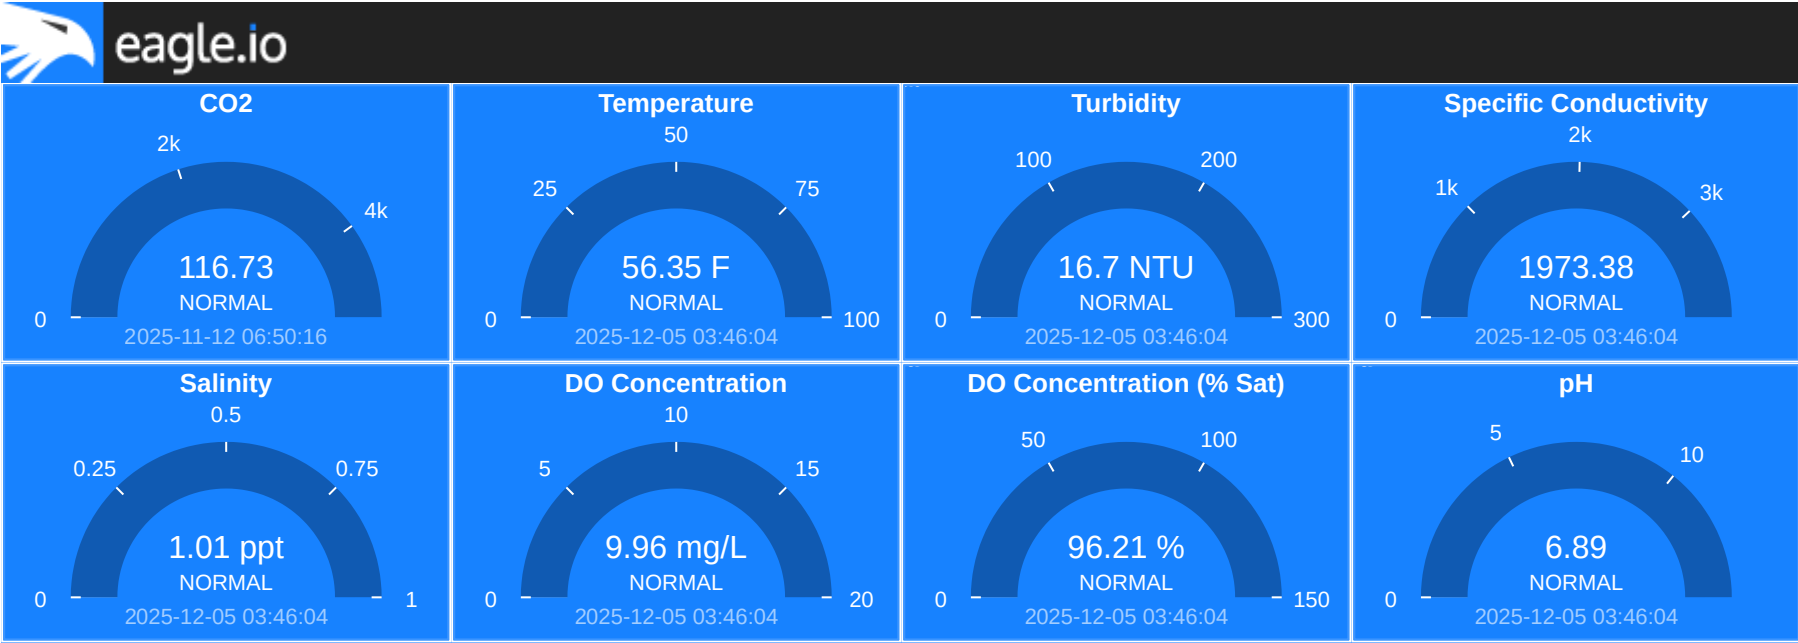 eagle.io
CO2
2k
4k
116.73
NORMAL
0
2025-11-12 06:50:16
Temperature
50
25
75
56.35 F
NORMAL
0
100
2025-12-05 03:46:04
Turbidity
100
200
16.7 NTU
NORMAL
0
300
2025-12-05 03:46:04
Specific Conductivity
2k
1k
3k
1973.38
NORMAL
0
2025-12-05 03:46:04
Salinity
0.5
0.25
0.75
1.01 ppt
NORMAL
0
1
2025-12-05 03:46:04
DO Concentration
10
5
15
9.96 mg/L
NORMAL
0
20
2025-12-05 03:46:04
DO Concentration (% Sat)
50
100
96.21 %
NORMAL
0
150
2025-12-05 03:46:04
pH
5
10
6.89
NORMAL
0
2025-12-05 03:46:04